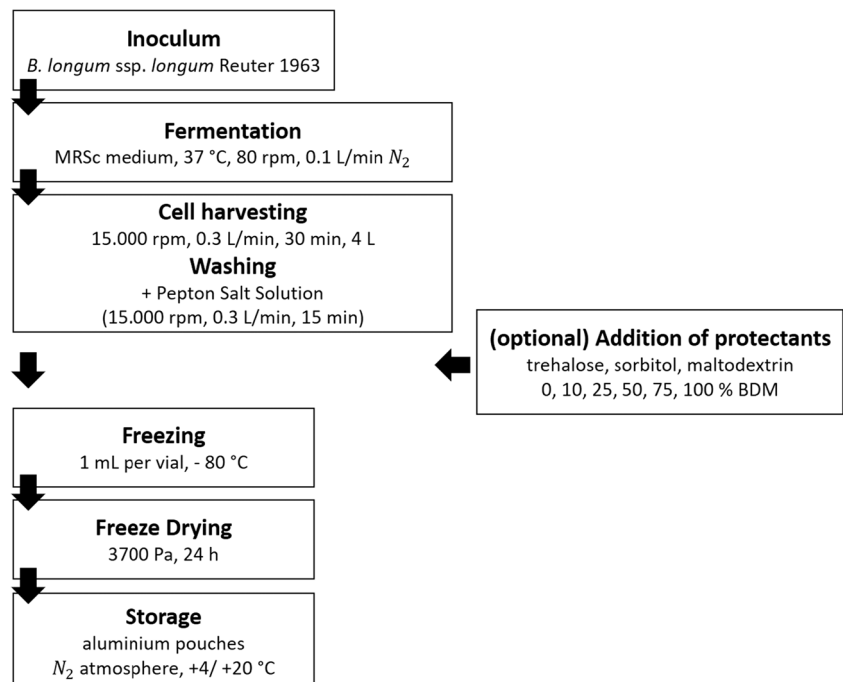 Inoculum
B. longum ssp. longum Reuter 1963
Fermentation
MRSc medium, 37 °C, 80 rpm, 0.1 L/min N₂
Cell harvesting
15.000 rpm, 0.3 L/min, 30 min, 4 L
Washing
+ Pepton Salt Solution
(15.000 rpm, 0.3 L/min, 15 min)
(optional) Addition of protectants
trehalose, sorbitol, maltodextrin
0, 10, 25, 50, 75, 100 % BDM
Freezing
1 mL per vial, - 80 °C
Freeze Drying
3700 Pa, 24 h
Storage
aluminium pouches
N₂ atmosphere, +4/ +20 °C